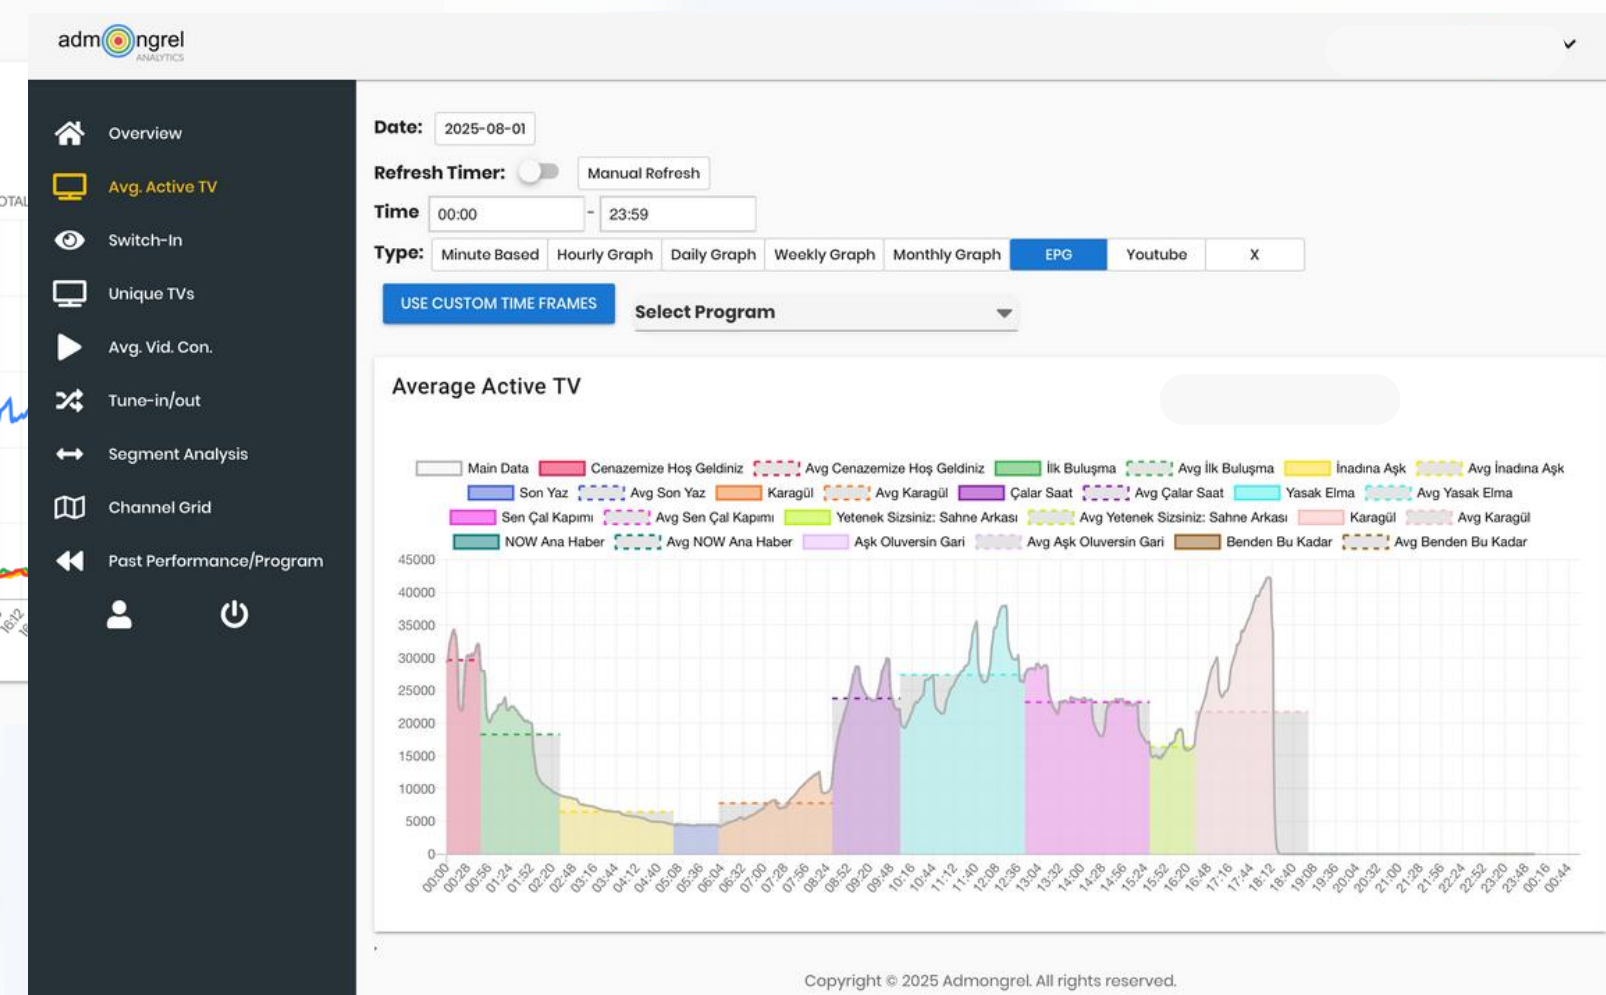 admongrel
ANALYTICS
OTAL
16:12
Overview
Avg. Active TV
Switch-In
Unique TVs
Avg. Vid. Con.
Tune-in/out
Segment Analysis
Channel Grid
Past Performance/Program
Date: 2025-08-01
Refresh Timer: Manual Refresh
Time 00:00 - 23:59
Type: Minute Based Hourly Graph Daily Graph Weekly Graph Monthly Graph EPG Youtube X
USE CUSTOM TIME FRAMES Select Program
Average Active TV
Main Data Cenazemize Hoş Geldiniz Avg Cenazemize Hoş Geldiniz İlk Buluşma Avg İlk Buluşma İnadına Aşk Avg İnadına Aşk
Son Yaz Avg Son Yaz Karagül Avg Karagül Çalar Saat Avg Çalar Saat Yasak Elma Avg Yasak Elma
Sen Çal Kapımı Avg Sen Çal Kapımı Yetenek Sizsiniz: Sahne Arkası Avg Yetenek Sizsiniz: Sahne Arkası Karagül Avg Karagül
NOW Ana Haber Avg NOW Ana Haber Aşk Oluversin Gari Avg Aşk Oluversin Gari Benden Bu Kadar Avg Benden Bu Kadar
45000
40000
35000
30000
25000
20000
15000
10000
5000
0
00:00 00:28 00:56 01:24 01:52 02:20 02:48 03:16 03:44 04:12 04:40 05:08 05:36 06:04 06:32 07:00 07:28 07:56 08:24 08:52 09:20 09:48 10:16 10:44 11:12 11:40 12:08 12:36 13:04 13:32 14:00 14:28 14:56 15:24 15:52 16:20 16:48 17:16 17:44 18:12 18:40 19:08 19:36 20:04 20:32 21:00 21:28 21:56 22:24 22:52 23:20 23:48 00:16 00:44
Copyright © 2025 Admongrel. All rights reserved.